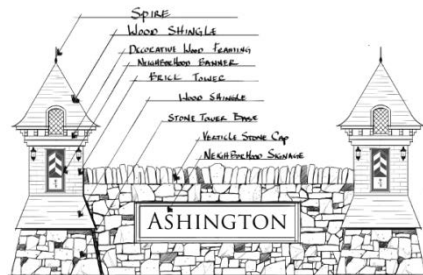 SPIRE
WOOD SHINGLE
DECORATIVE WOOD FRAMING
NEIGHBORHOOD BANNER
BRICK TOWER
WOOD SHINGLE
STONE TOWER BASE
VERTICLE STONE CAP
NEIGHBORHOOD SIGNAGE
ASHINGTON